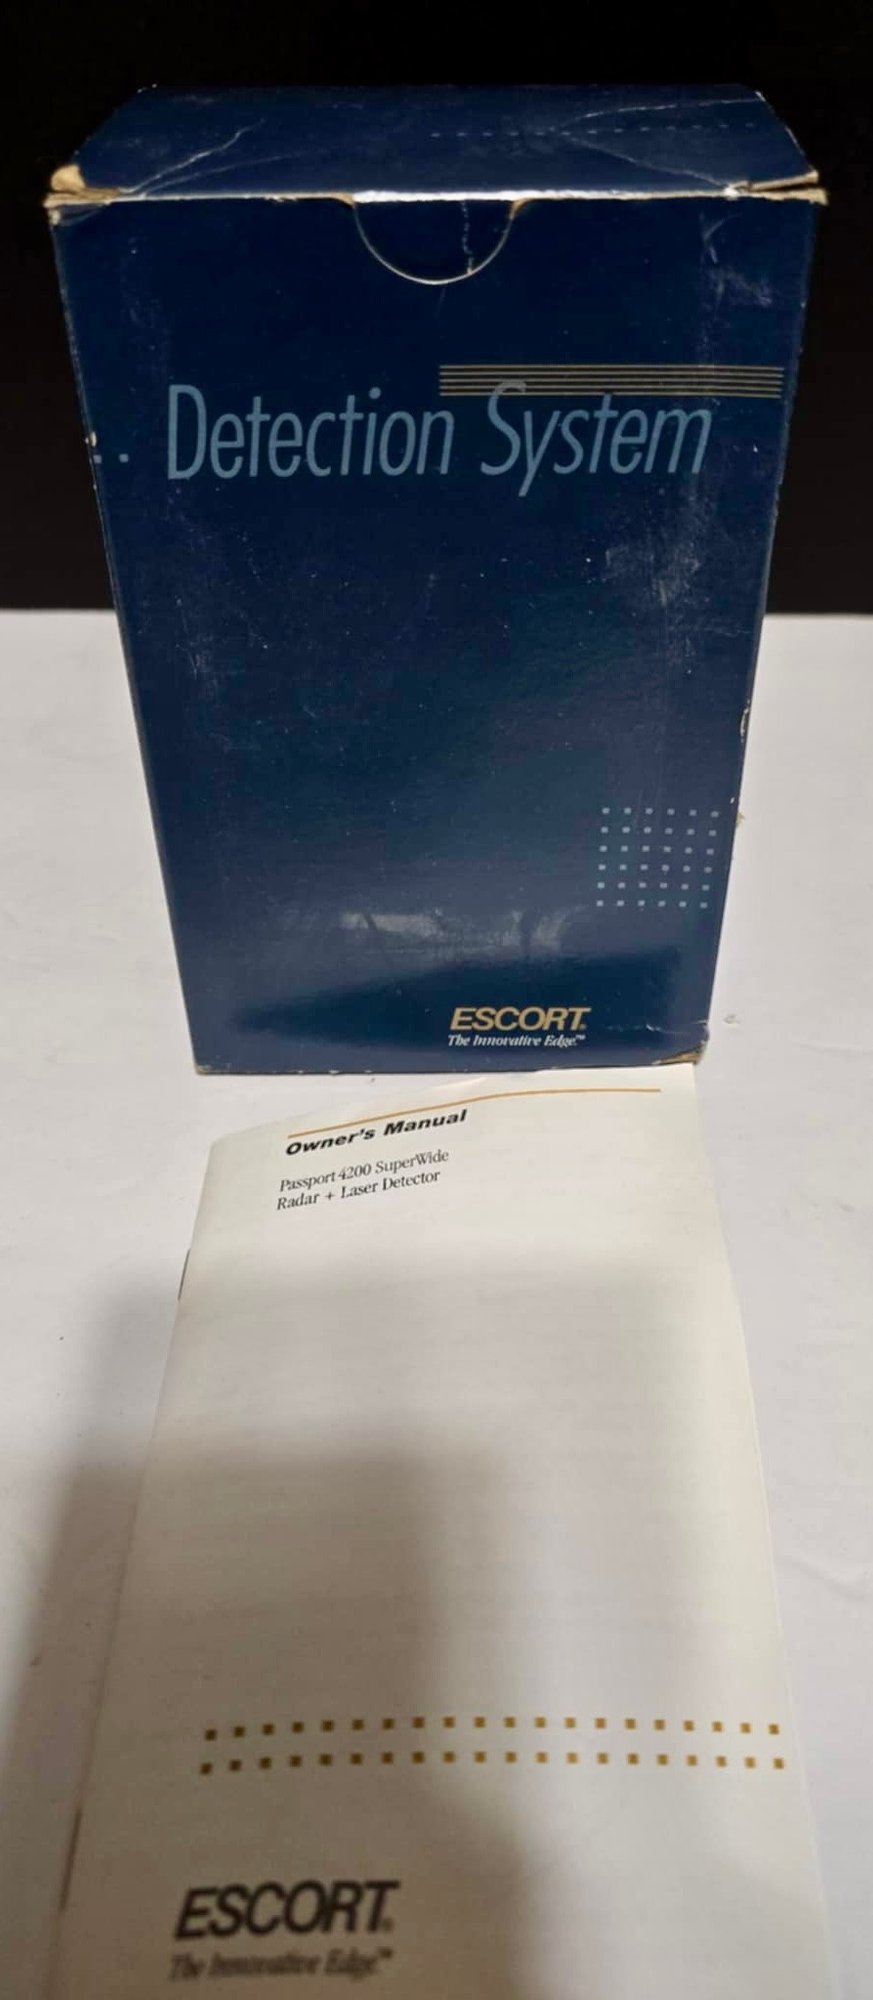 Detection System
ESCORT®
The Innovative Edge™
Owner's Manual
Passport 4200 SuperWide
Radar + Laser Detector
ESCORT®
The Innovative Edge™